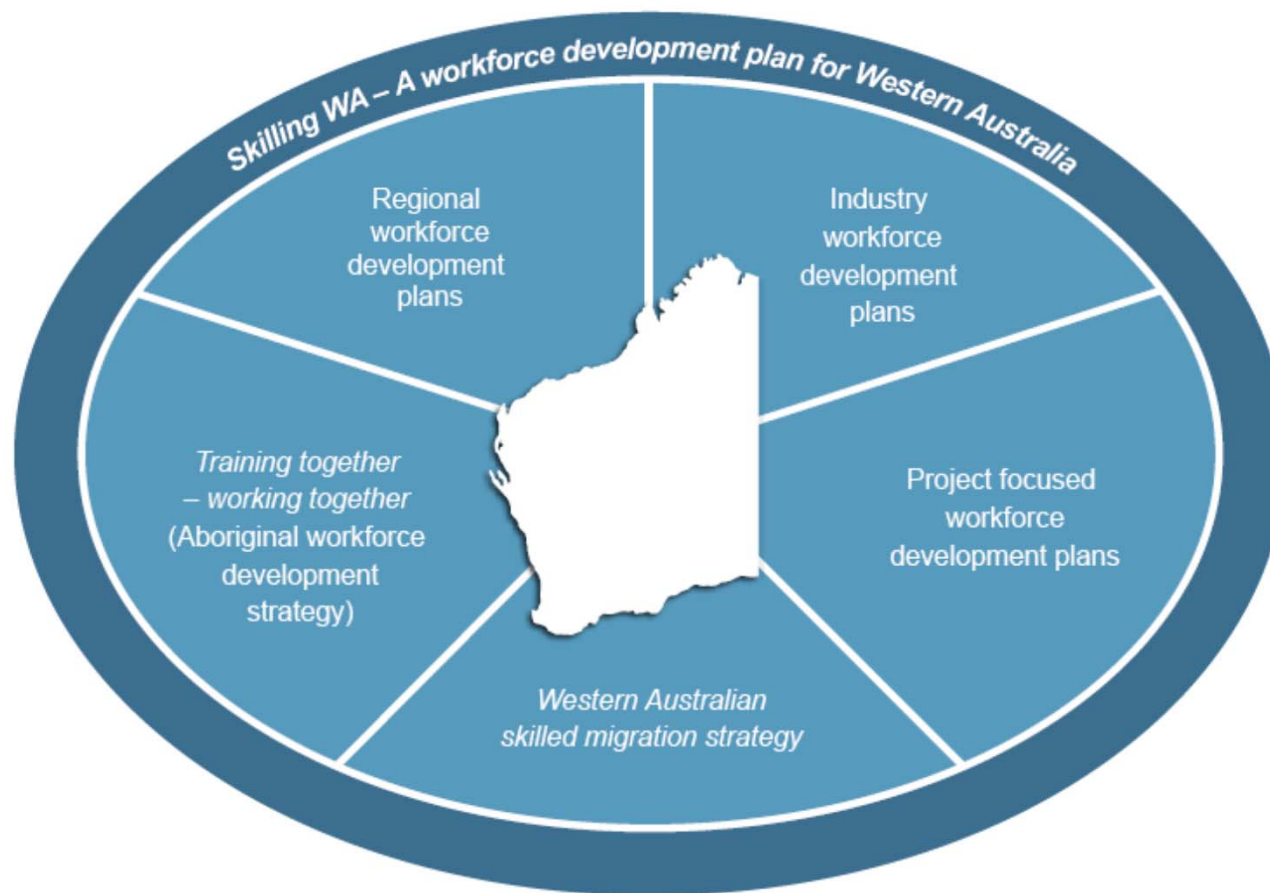 Skilling WA – A workforce development plan for Western Australia
Regional
workforce
development
plans
Industry
workforce
development
plans
Training together
– working together
(Aboriginal workforce
development
strategy)
Project focused
workforce
development plans
Western Australian
skilled migration strategy